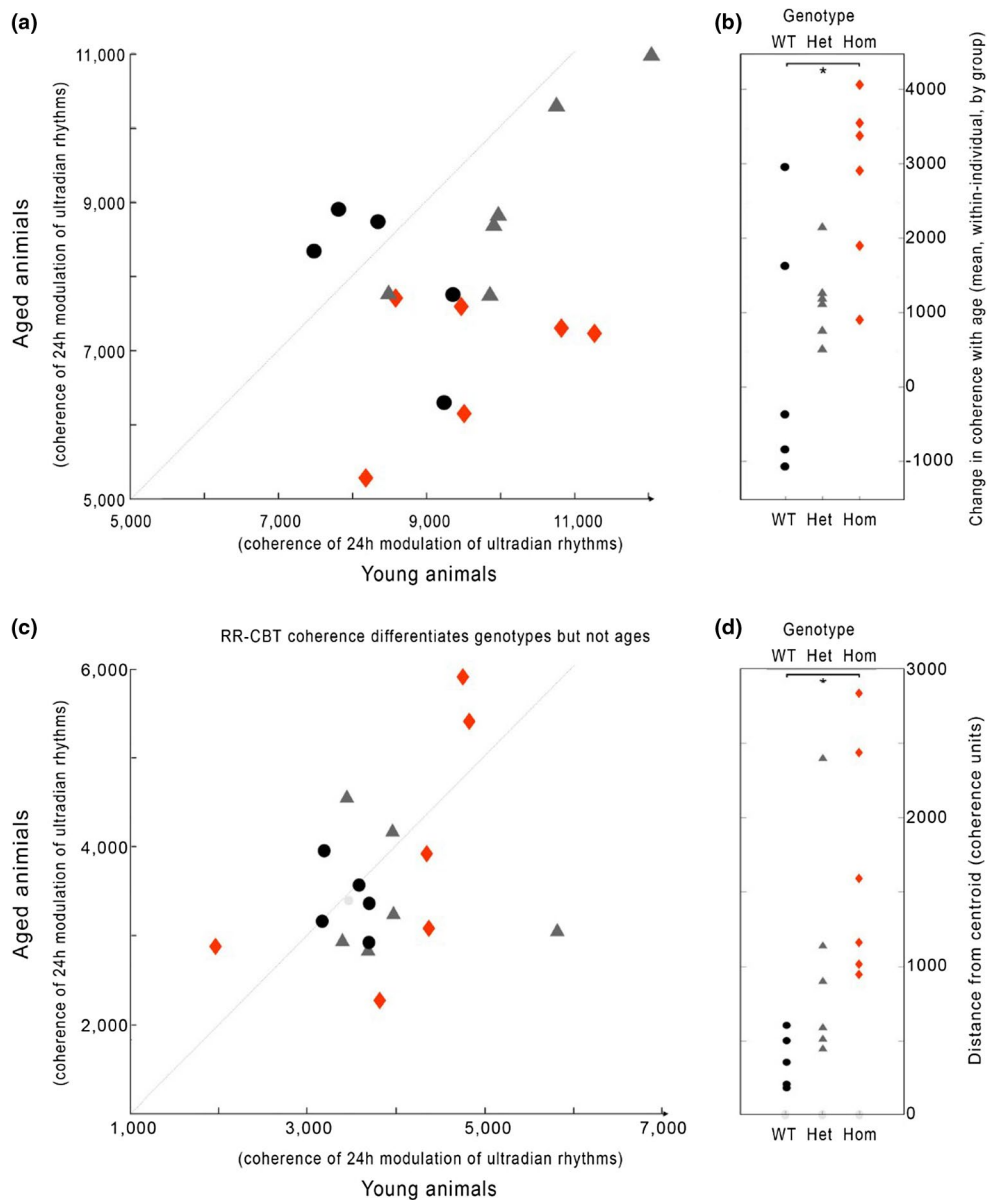 (a)
11,000
9,000
7,000
5,000
Aged animials
(coherence of 24h modulation of ultradian rhythms)
5,000 7,000 9,000 11,000
(coherence of 24h modulation of ultradian rhythms)
Young animals
(b)
Genotype
WT Het Hom
*
4000
3000
2000
1000
0
-1000
WT Het Hom
Change in coherence with age (mean, within-individual, by group)
(c)
RR-CBT coherence differentiates genotypes but not ages
6,000
4,000
2,000
Aged animials
(coherence of 24h modulation of ultradian rhythms)
1,000 3,000 5,000 7,000
(coherence of 24h modulation of ultradian rhythms)
Young animals
(d)
Genotype
WT Het Hom
*
3000
2000
1000
0
WT Het Hom
Distance from centroid (coherence units)